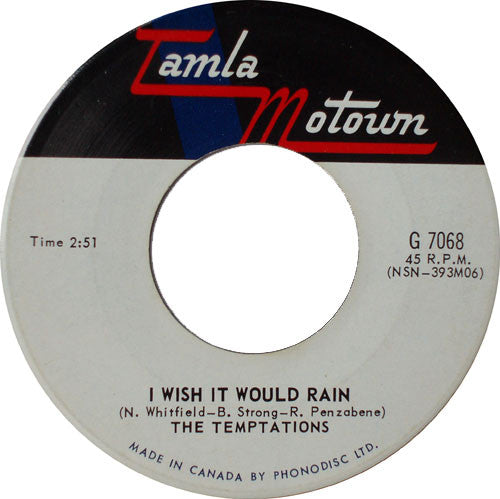 Tamla
Motown
Time 2:51
G 7068
45 R.P.M.
(NSN-393M06)
I WISH IT WOULD RAIN
(N. Whitfield-B. Strong-R. Penzabene)
THE TEMPTATIONS
MADE IN CANADA BY PHONODISC LTD.